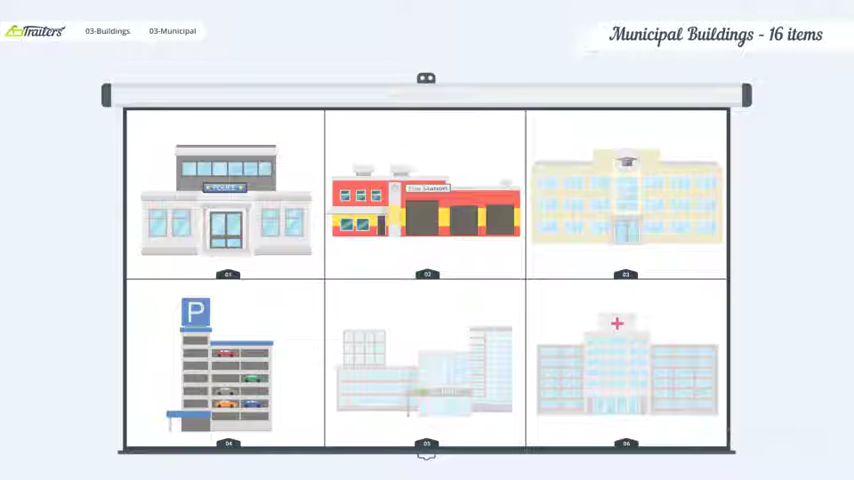 Trailers
03-Buildings
03-Municipal
Municipal Buildings - 16 items
POLICE
Fire Station
01
02
03
P
04
05
06